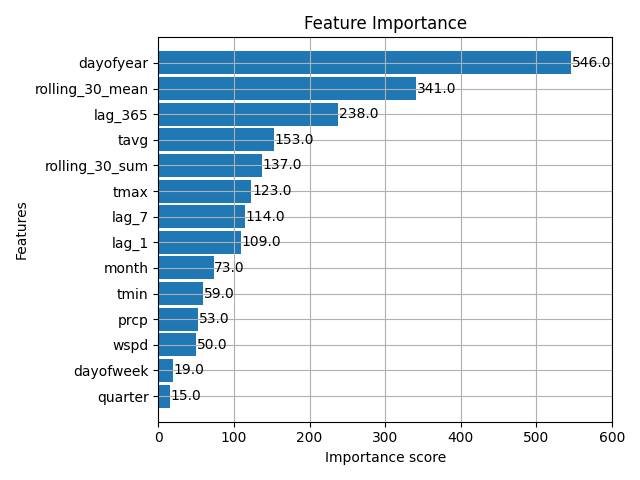 Feature Importance
dayofyear 546.0
rolling_30_mean 341.0
lag_365 238.0
tavg 153.0
rolling_30_sum 137.0
tmax 123.0
lag_7 114.0
lag_1 109.0
month 73.0
tmin 59.0
prcp 53.0
wspd 50.0
dayofweek 19.0
quarter 15.0
Features
0 100 200 300 400 500 600
Importance score